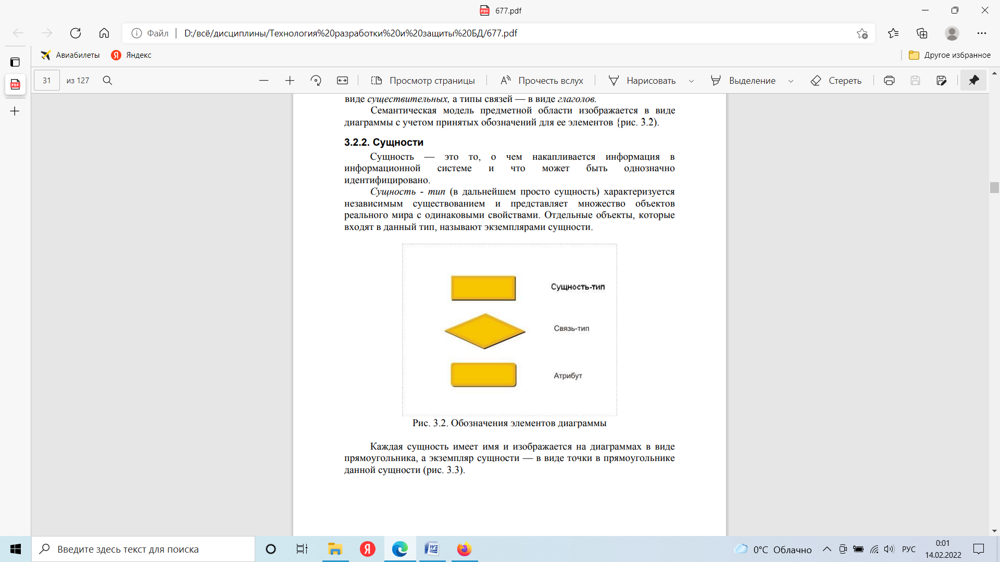 677.pdf
Файл
D:/всё/дисциплины/Технология%20разработки%20и%20защиты%20БД/677.pdf
Авиабилеты
Я Яндекс
Другое избранное
31 из 127
Просмотр страницы
Прочесть вслух
Нарисовать
Выделение
Стереть
виде существительных, а типы связей — в виде глаголов.
Семантическая модель предметной области изображается в виде
диаграммы с учетом принятых обозначений для ее элементов {рис. 3.2).
3.2.2. Сущности
Сущность — это то, о чем накапливается информация в
информационной системе и что может быть однозначно
идентифицировано.
Сущность - тип (в дальнейшем просто сущность) характеризуется
независимым существованием и представляет множество объектов
реального мира с одинаковыми свойствами. Отдельные объекты, которые
входят в данный тип, называют экземплярами сущности.
Сущность-тип
Связь-тип
Атрибут
Рис. 3.2. Обозначения элементов диаграммы
Каждая сущность имеет имя и изображается на диаграммах в виде
прямоугольника, а экземпляр сущности — в виде точки в прямоугольнике
данной сущности (рис. 3.3).
Введите здесь текст для поиска
Я
0°C Облачно
РУС
0:01
14.02.2022